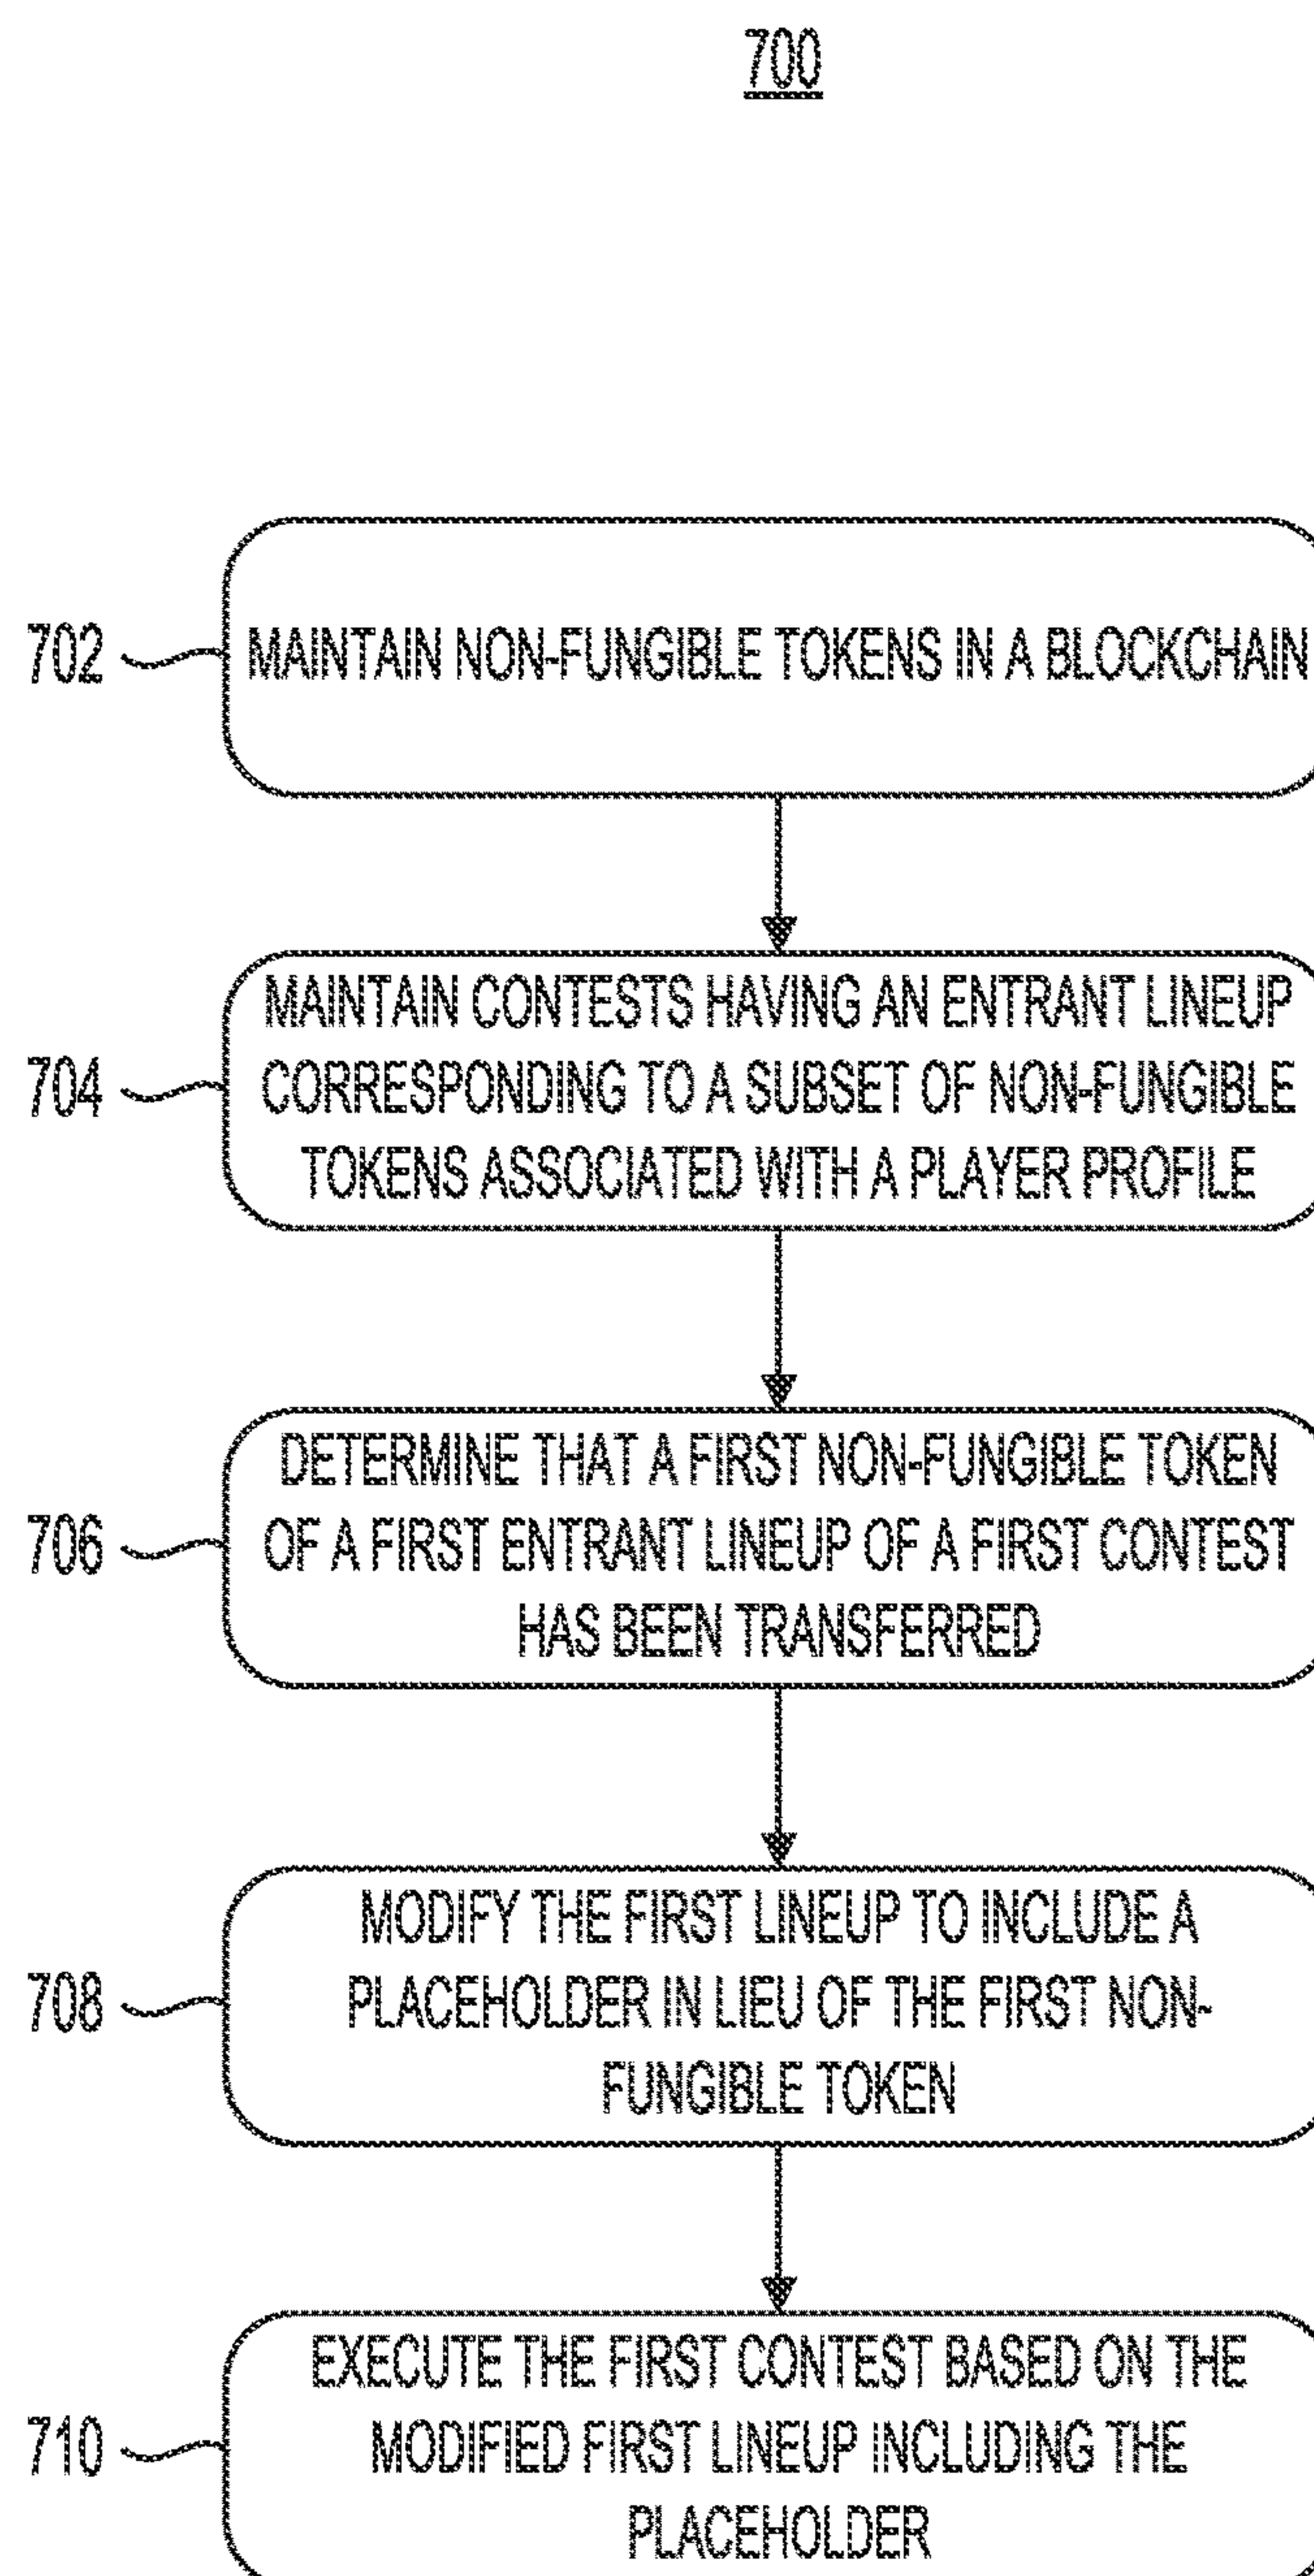 700
702
MAINTAIN NON-FUNGIBLE TOKENS IN A BLOCKCHAIN
704
MAINTAIN CONTESTS HAVING AN ENTRANT LINEUP
CORRESPONDING TO A SUBSET OF NON-FUNGIBLE
TOKENS ASSOCIATED WITH A PLAYER PROFILE
706
DETERMINE THAT A FIRST NON-FUNGIBLE TOKEN
OF A FIRST ENTRANT LINEUP OF A FIRST CONTEST
HAS BEEN TRANSFERRED
708
MODIFY THE FIRST LINEUP TO INCLUDE A
PLACEHOLDER IN LIEU OF THE FIRST NON-
FUNGIBLE TOKEN
710
EXECUTE THE FIRST CONTEST BASED ON THE
MODIFIED FIRST LINEUP INCLUDING THE
PLACEHOLDER